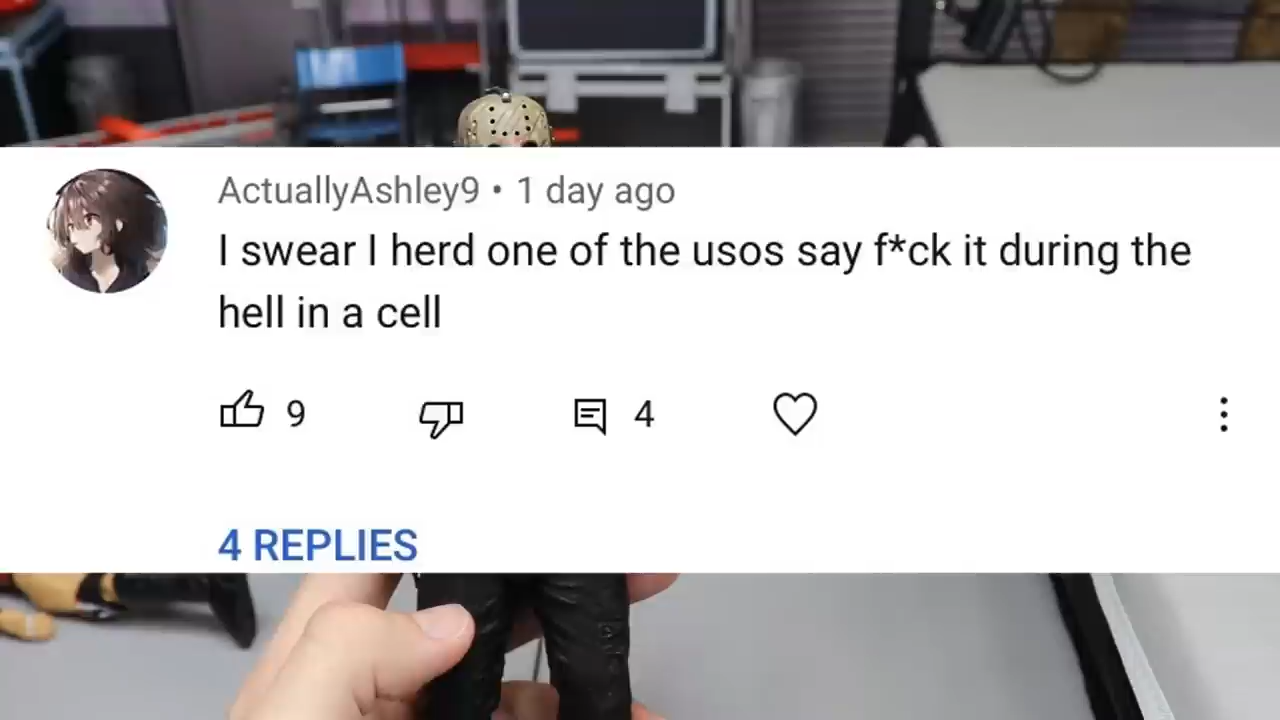 ActuallyAshley9 • 1 day ago
I swear I herd one of the usos say f*ck it during the
hell in a cell
9
4
4 REPLIES